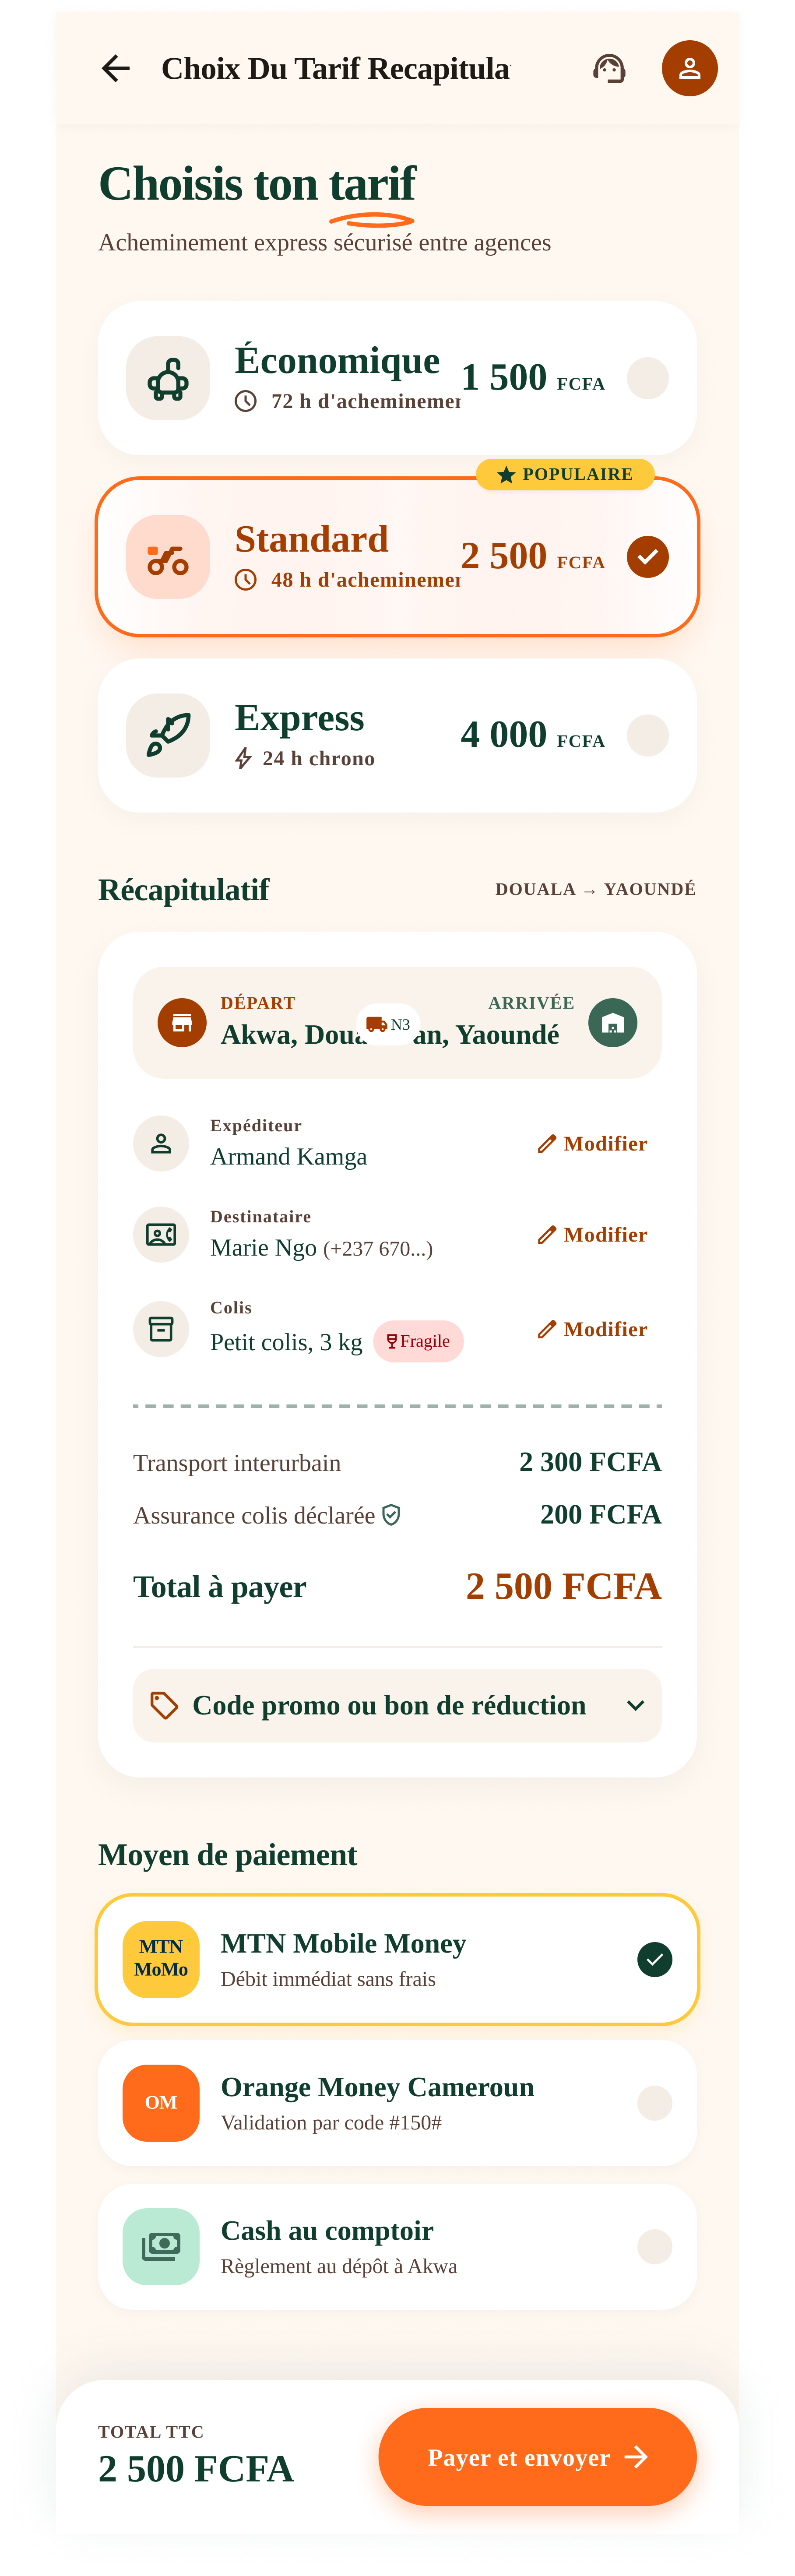 Choix Du Tarif Recapitula
Choisis ton tarif
Acheminement express sécurisé entre agences
Économique
72 h d'achemineme
1 500 FCFA
POPULAIRE
Standard
48 h d'achemineme
2 500 FCFA
Express
24 h chrono
4 000 FCFA
Récapitulatif
DOUALA → YAOUNDÉ
DÉPART
ARRIVÉE
Akwa, Doua
N3
an, Yaoundé
Expéditeur
Armand Kamga
Modifier
Destinataire
Marie Ngo (+237 670...)
Modifier
Colis
Petit colis, 3 kg
Fragile
Modifier
Transport interurbain
2 300 FCFA
Assurance colis déclarée
200 FCFA
Total à payer
2 500 FCFA
Code promo ou bon de réduction
Moyen de paiement
MTN
MoMo
MTN Mobile Money
Débit immédiat sans frais
OM
Orange Money Cameroun
Validation par code #150#
Cash au comptoir
Règlement au dépôt à Akwa
TOTAL TTC
2 500 FCFA
Payer et envoyer